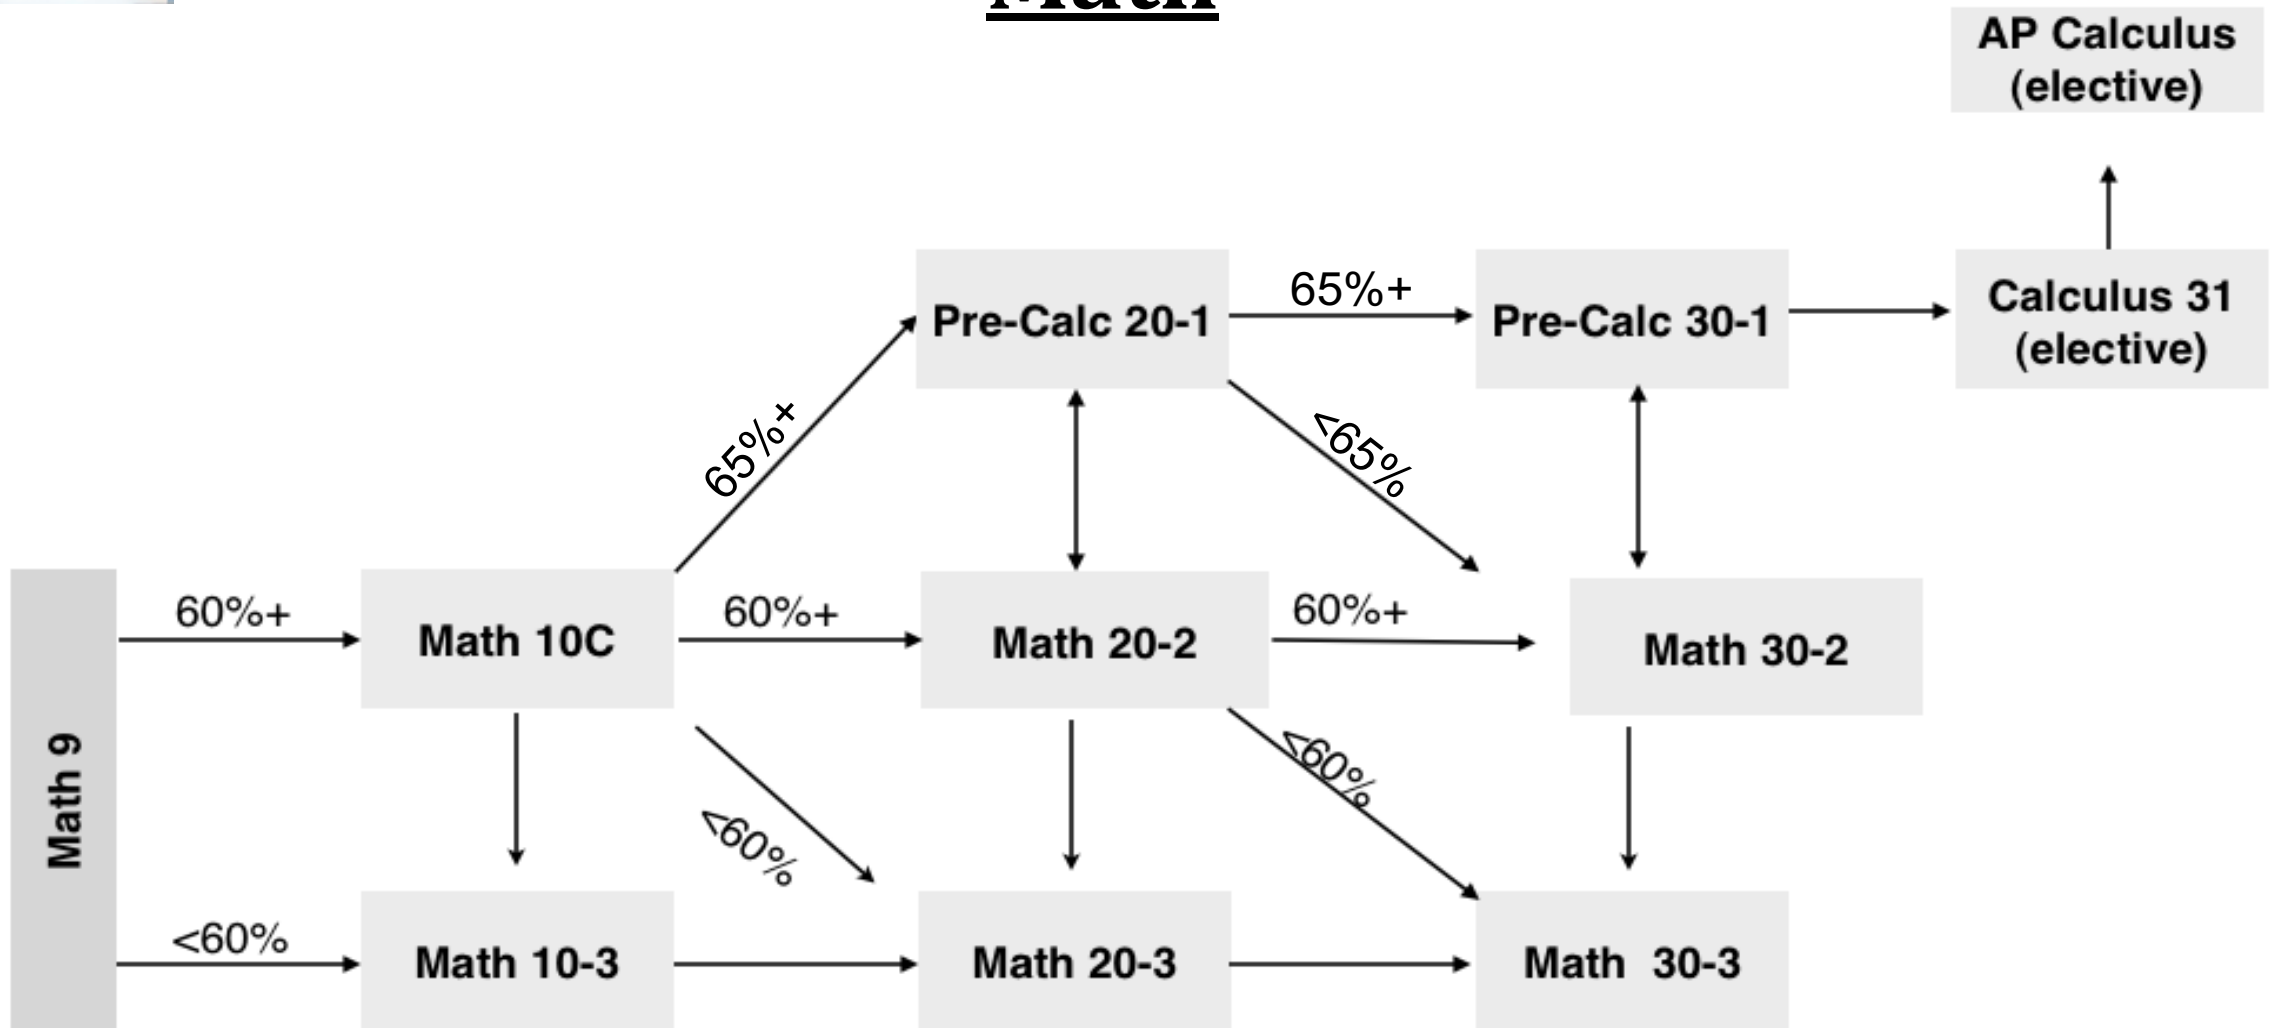 Math
AP Calculus
(elective)
Pre-Calc 20-1
65%+
Pre-Calc 30-1
Calculus 31
(elective)
65%+
<65%
60%+
Math 10C
60%+
Math 20-2
60%+
Math 30-2
Math 9
<60%
<60%
<60%
Math 10-3
Math 20-3
Math  30-3